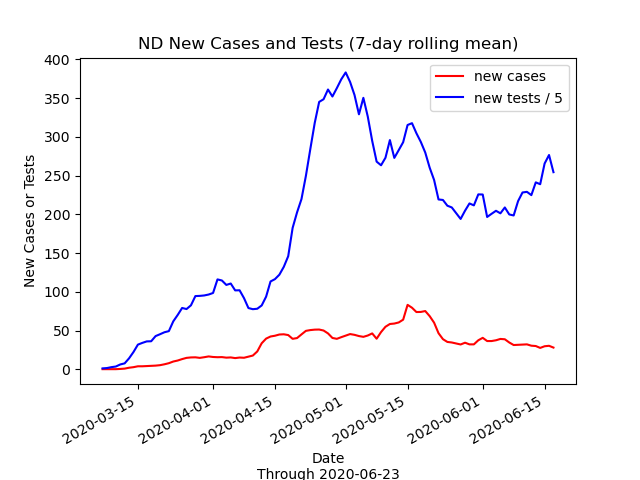 ND New Cases and Tests (7-day rolling mean)
new cases
new tests / 5
400
350
300
250
200
150
100
50
0
New Cases or Tests
2020-03-15
2020-04-01
2020-04-15
2020-05-01
2020-05-15
2020-06-01
2020-06-15
Date
Through 2020-06-23